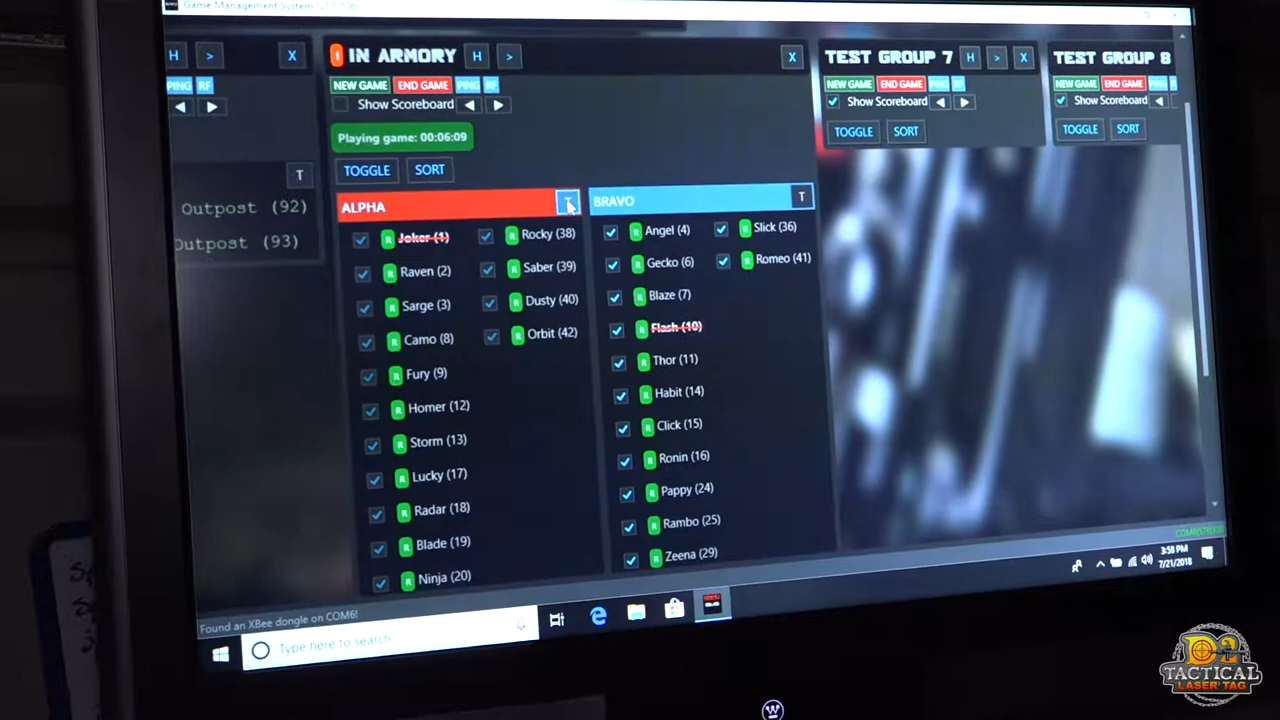 Game Management System
H > X
PING RF
◀ ▶
T
Outpost (92)
Outpost (93)
IN ARMORY H > X
NEW GAME END GAME PING RF
Show Scoreboard ◀ ▶
Playing game: 00:06:09
TOGGLE SORT
ALPHA T
R Joker (1)
R Raven (2)
R Sarge (3)
R Camo (8)
R Fury (9)
R Homer (12)
R Storm (13)
R Lucky (17)
R Radar (18)
R Blade (19)
R Ninja (20)
R Rocky (38)
R Saber (39)
R Dusty (40)
R Orbit (42)
BRAVO T
R Angel (4)
R Gecko (6)
R Blaze (7)
R Flash (10)
R Thor (11)
R Habit (14)
R Click (15)
R Ronin (16)
R Pappy (24)
R Rambo (25)
R Zeena (29)
R Slick (36)
R Romeo (41)
TEST GROUP 7 H > X
NEW GAME END GAME PING RF
Show Scoreboard ◀ ▶
TOGGLE SORT
TEST GROUP 8
NEW GAME END GAME PING
Show Scoreboard ◀
TOGGLE SORT
Found an XBee dongle on COM6!
Type here to search
3:58 PM
7/21/2018
D2
TACTICAL
LASER TAG